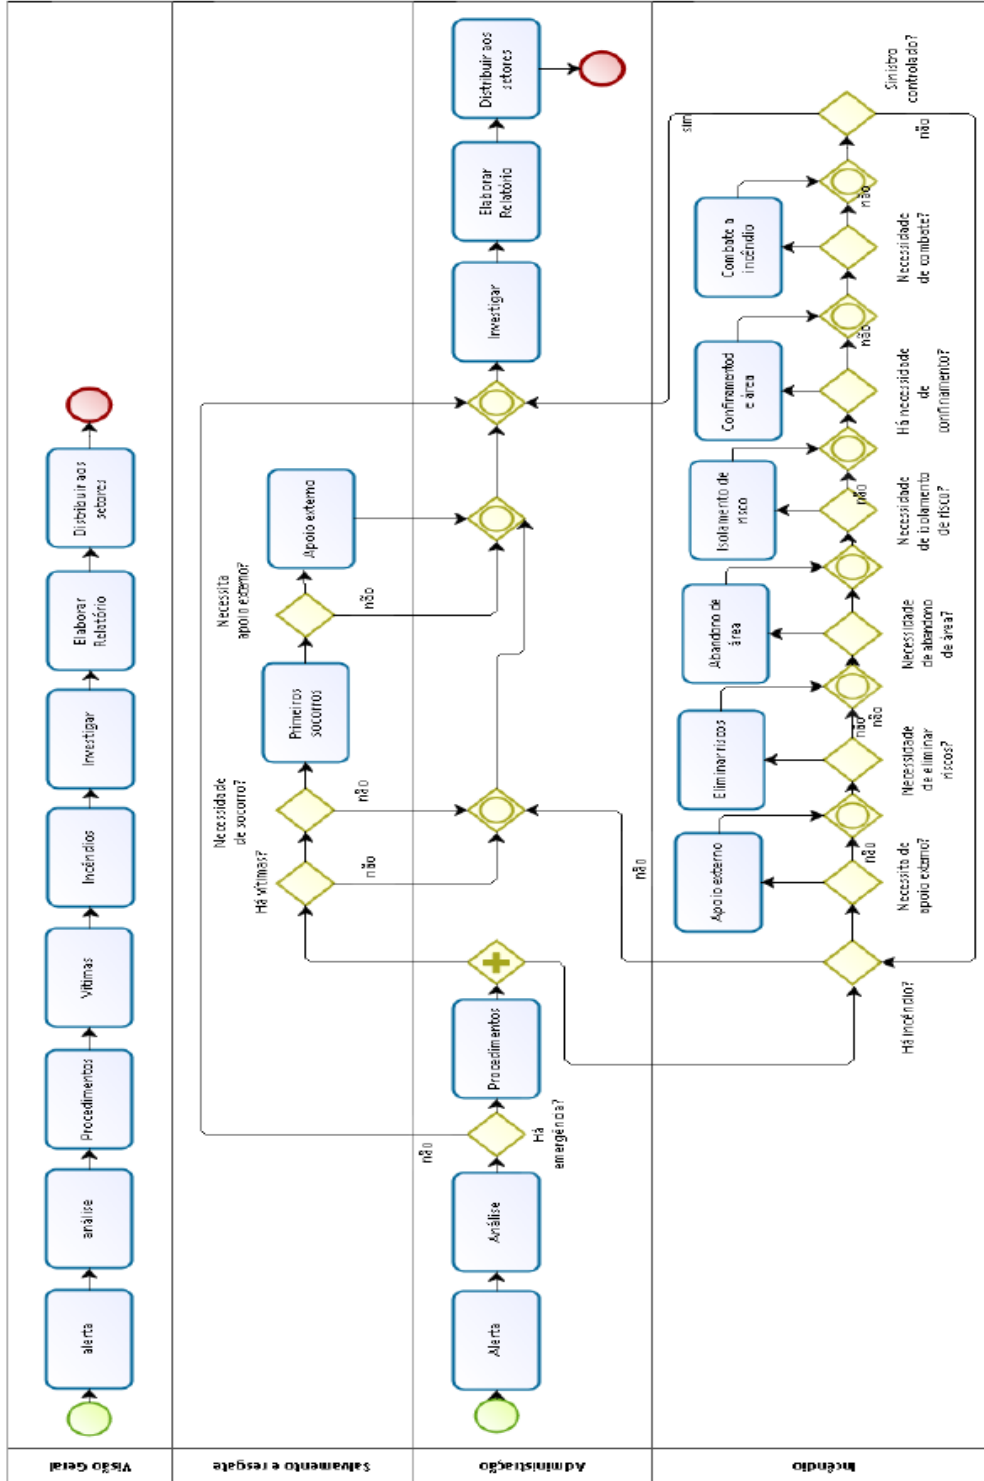 Visão Geral
alerta
análise
Procedimentos
Vítimas
Incêndios
Investigar
Elaborar
Relatório
Distribuir aos
setores
Salvamento e resgate
Há vítimas?
não
Necessidade
de socorro?
não
Primeiros
socorros
Necessita
apoio externo?
não
Apoio externo
Administração
Alerta
Análise
Há
emergência?
não
Procedimentos
Investigar
Elaborar
Relatório
Distribuir aos
setores
Incêndio
Há incêndio?
não
Necessito de
apoio externo?
não
Apoio externo
Necessidade
de eliminar
riscos?
não
não
Eliminar riscos
Necessidade
de abandono
de área?
Abandono de
área
Necessidade
de isolamento
de risco?
não
Isolamento de
risco
Há necessidade
de
confinamento?
não
Confinamentod
e área
Necessidade
de combate?
não
Combate a
incêndio
Sinistro
controlado?
sim
não